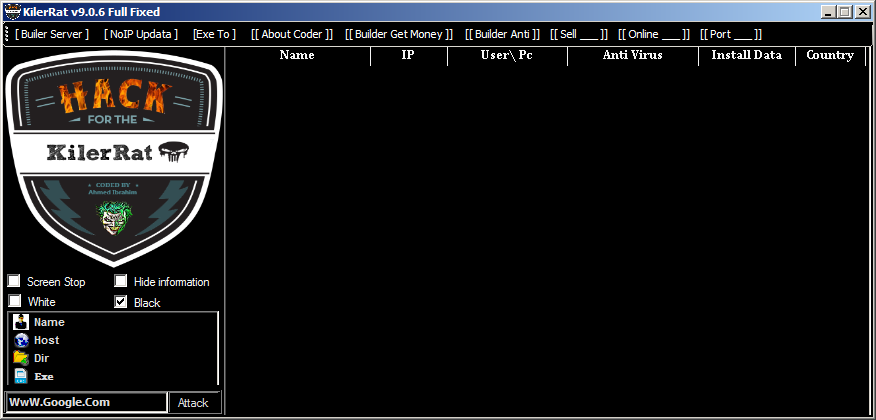 KilerRat v9.0.6 Full Fixed
[ Builer Server ] [ NoIP Updata ] [Exe To ] [[ About Coder ]] [[ Builder Get Money ]] [[ Builder Anti ]] [[ Sell ___ ]] [[ Online ___ ]] [[ Port ___ ]]
Name IP User\ Pc Anti Virus Install Data Country
HACK
FOR THE
KilerRat
CODED BY
Ahmed Ibrahim
Screen Stop Hide information
White Black
Name
Host
Dir
Exe
WwW.Google.Com Attack